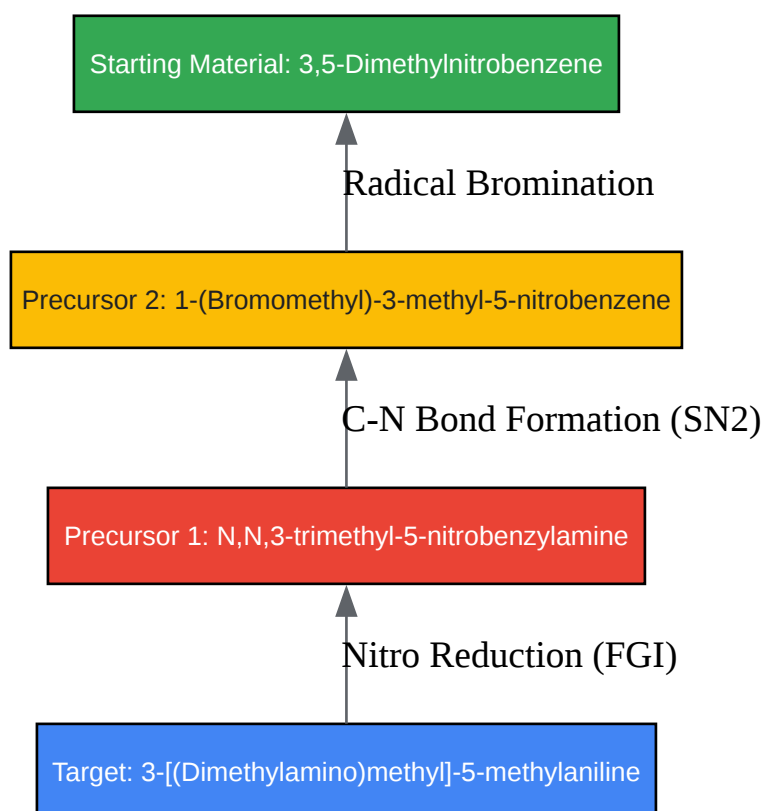 Starting Material: 3,5-Dimethylnitrobenzene
Radical Bromination
Precursor 2: 1-(Bromomethyl)-3-methyl-5-nitrobenzene
C-N Bond Formation (SN2)
Precursor 1: N,N,3-trimethyl-5-nitrobenzylamine
Nitro Reduction (FGI)
Target: 3-[(Dimethylamino)methyl]-5-methylaniline